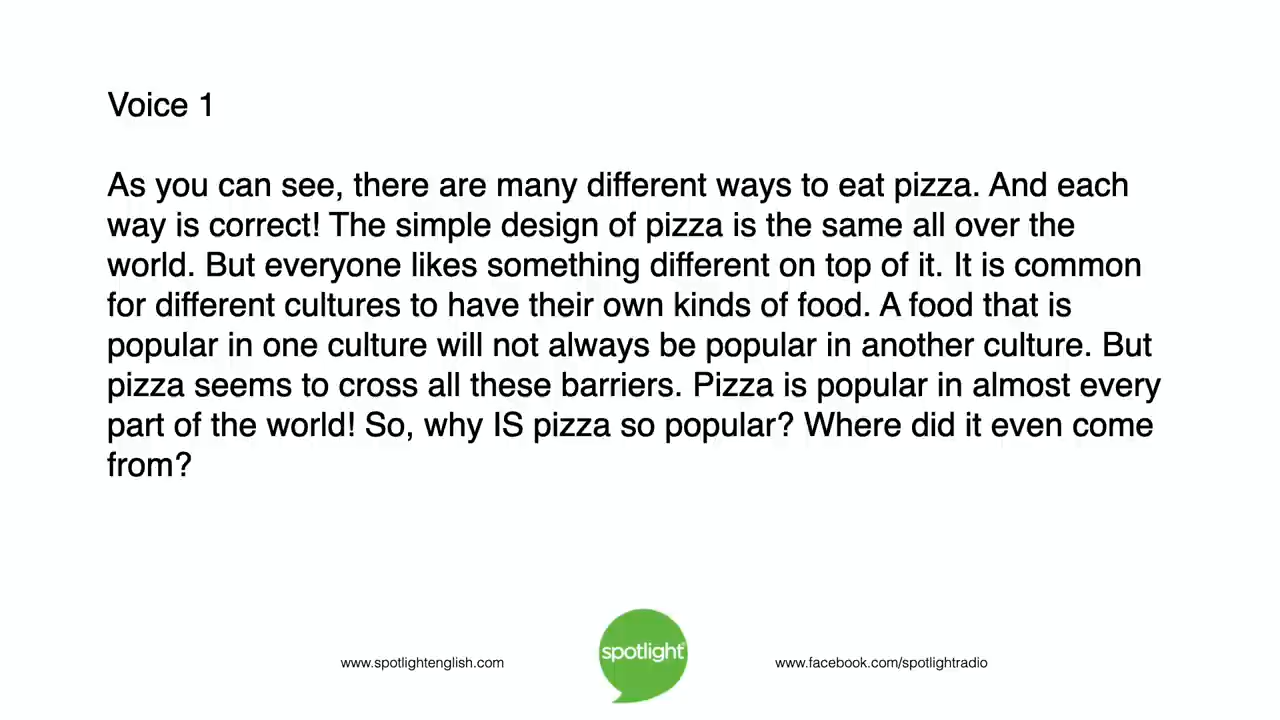 Voice 1
As you can see, there are many different ways to eat pizza. And each
way is correct! The simple design of pizza is the same all over the
world. But everyone likes something different on top of it. It is common
for different cultures to have their own kinds of food. A food that is
popular in one culture will not always be popular in another culture. But
pizza seems to cross all these barriers. Pizza is popular in almost every
part of the world! So, why IS pizza so popular? Where did it even come
from?
www.spotlightenglish.com
spotlight
www.facebook.com/spotlightradio